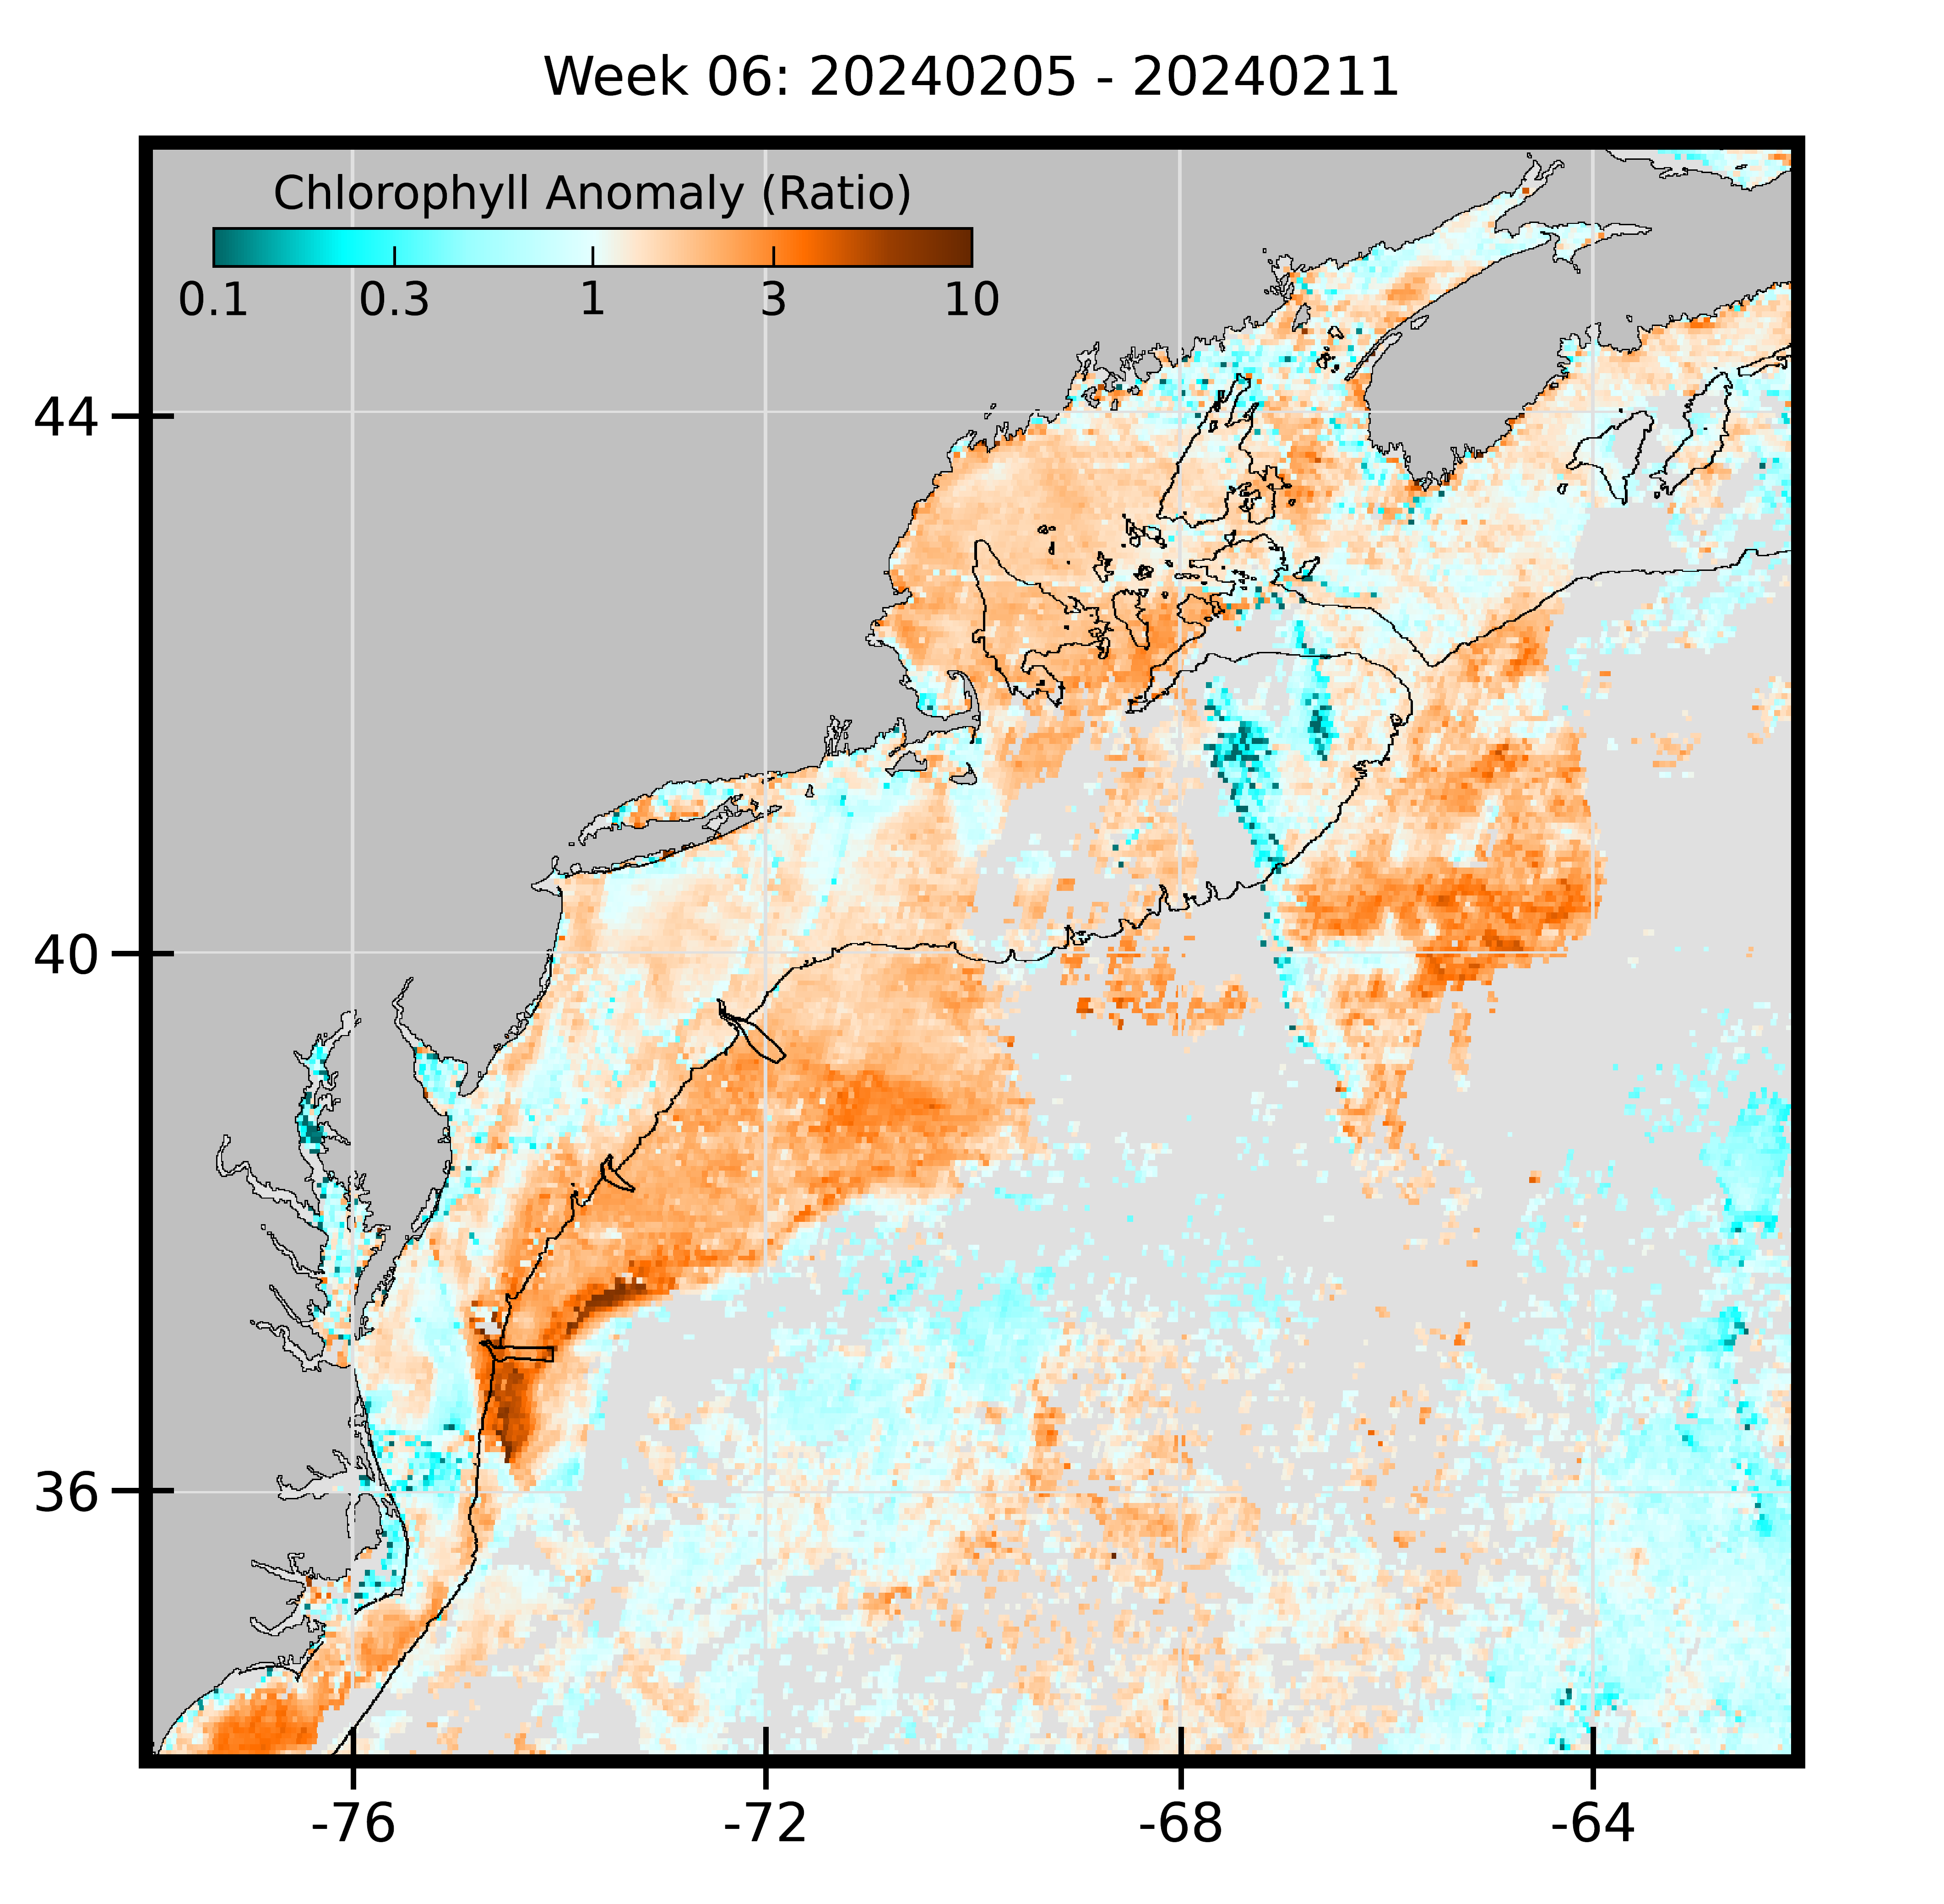 Week 06: 20240205 - 20240211
Chlorophyll Anomaly (Ratio)
0.1 0.3 1 3 10
44
40
36
-76 -72 -68 -64